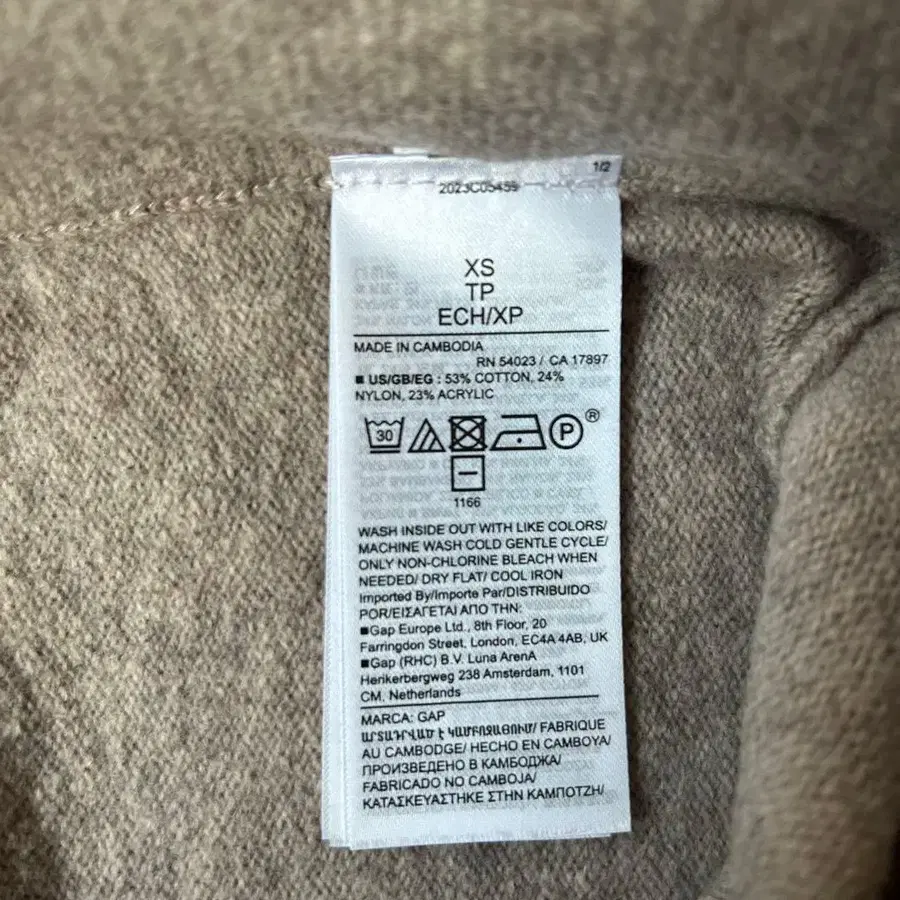 1/2
2023C05459
XS
TP
ECH/XP
MADE IN CAMBODIA
RN 54023 / CA 17897
■ US/GB/EG : 53% COTTON, 24%
NYLON, 23% ACRYLIC
30
P
®
1166
WASH INSIDE OUT WITH LIKE COLORS/
MACHINE WASH COLD GENTLE CYCLE/
ONLY NON-CHLORINE BLEACH WHEN
NEEDED/ DRY FLAT/ COOL IRON
Imported By/Importe Par/DISTRIBUIDO
POR/ΕΙΣΑΓΕΤΑΙ ΑΠΟ ΤΗΝ:
■Gap Europe Ltd., 8th Floor, 20
Farringdon Street, London, EC4A 4AB, UK
■Gap (RHC) B.V. Luna ArenA
Herikerbergweg 238 Amsterdam, 1101
CM, Netherlands
MARCA: GAP
ԱՐՏԱԴՐՎԱԾ Է ԿԱՄԲՈՋԱՅՈՒՄ/ FABRIQUE
AU CAMBODGE/ HECHO EN CAMBOYA/
ПРОИЗВЕДЕНО В КАМБОДЖА/
FABRICADO NO CAMBOJA/
ΚΑΤΑΣΚΕΥΑΣΤΗΚΕ ΣΤΗΝ ΚΑΜΠΟΤΖΗ/